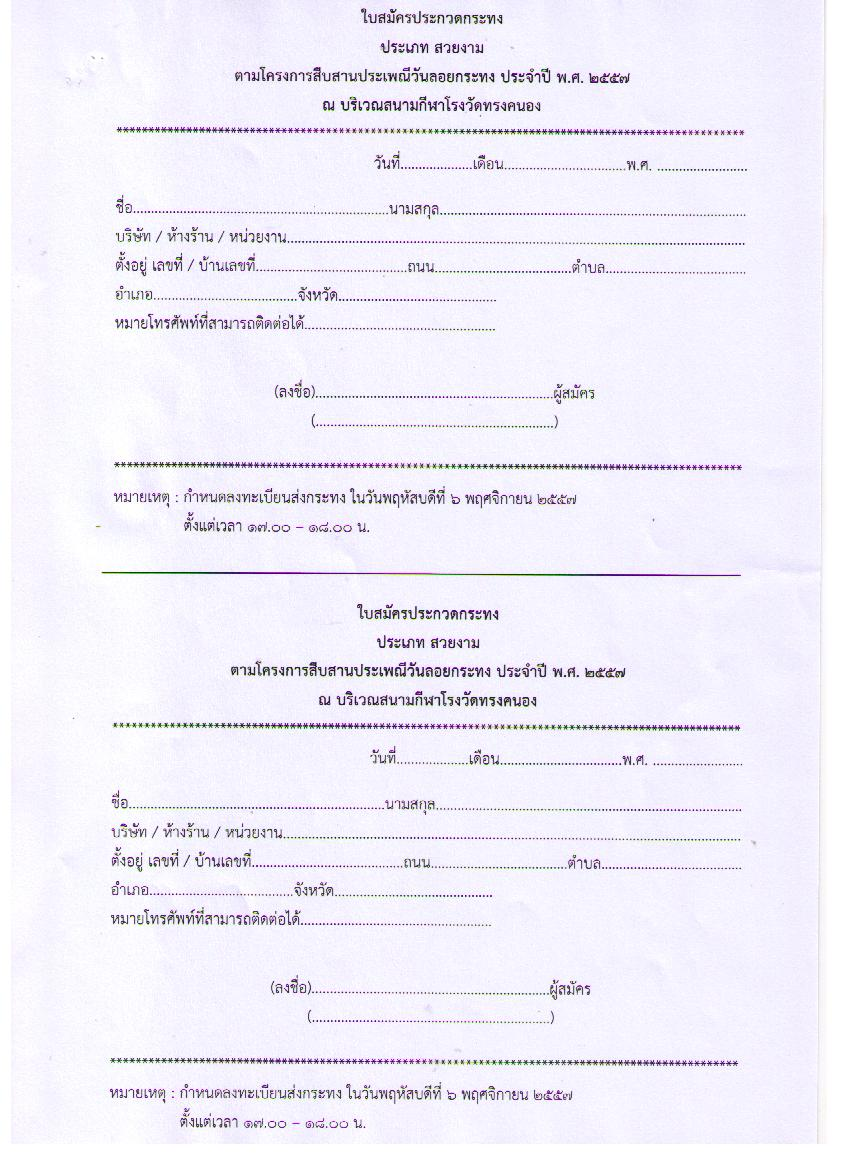 ใบสมัครประกวดกระทง
ประเภท สวยงาม
ตามโครงการสืบสานประเพณีวันลอยกระทง ประจำปี พ.ศ. ๒๕๕๗
ณ บริเวณสนามกีฬาโรงวัดทรงคนอง
****************************************************************************************************
วันที่....................เดือน..................................พ.ศ. .........................
ชื่อ.......................................................................นามสกุล.....................................................................................
บริษัท / ห้างร้าน / หน่วยงาน................................................................................................................................
ตั้งอยู่ เลขที่ / บ้านเลขที่..........................................ถนน......................................ตำบล.......................................
อำเภอ........................................จังหวัด............................................
หมายโทรศัพท์ที่สามารถติดต่อได้.....................................................
(ลงชื่อ)..................................................................ผู้สมัคร
(..................................................................)
****************************************************************************************************
หมายเหตุ : กำหนดลงทะเบียนส่งกระทง ในวันพฤหัสบดีที่ ๖ พฤศจิกายน ๒๕๕๗
ตั้งแต่เวลา ๑๗.๐๐ – ๑๘.๐๐ น.
ใบสมัครประกวดกระทง
ประเภท สวยงาม
ตามโครงการสืบสานประเพณีวันลอยกระทง ประจำปี พ.ศ. ๒๕๕๗
ณ บริเวณสนามกีฬาโรงวัดทรงคนอง
****************************************************************************************************
วันที่....................เดือน..................................พ.ศ. .........................
ชื่อ.......................................................................นามสกุล.....................................................................................
บริษัท / ห้างร้าน / หน่วยงาน................................................................................................................................
ตั้งอยู่ เลขที่ / บ้านเลขที่..........................................ถนน......................................ตำบล.......................................
อำเภอ........................................จังหวัด............................................
หมายโทรศัพท์ที่สามารถติดต่อได้.....................................................
(ลงชื่อ)..................................................................ผู้สมัคร
(..................................................................)
****************************************************************************************************
หมายเหตุ : กำหนดลงทะเบียนส่งกระทง ในวันพฤหัสบดีที่ ๖ พฤศจิกายน ๒๕๕๗
ตั้งแต่เวลา ๑๗.๐๐ – ๑๘.๐๐ น.